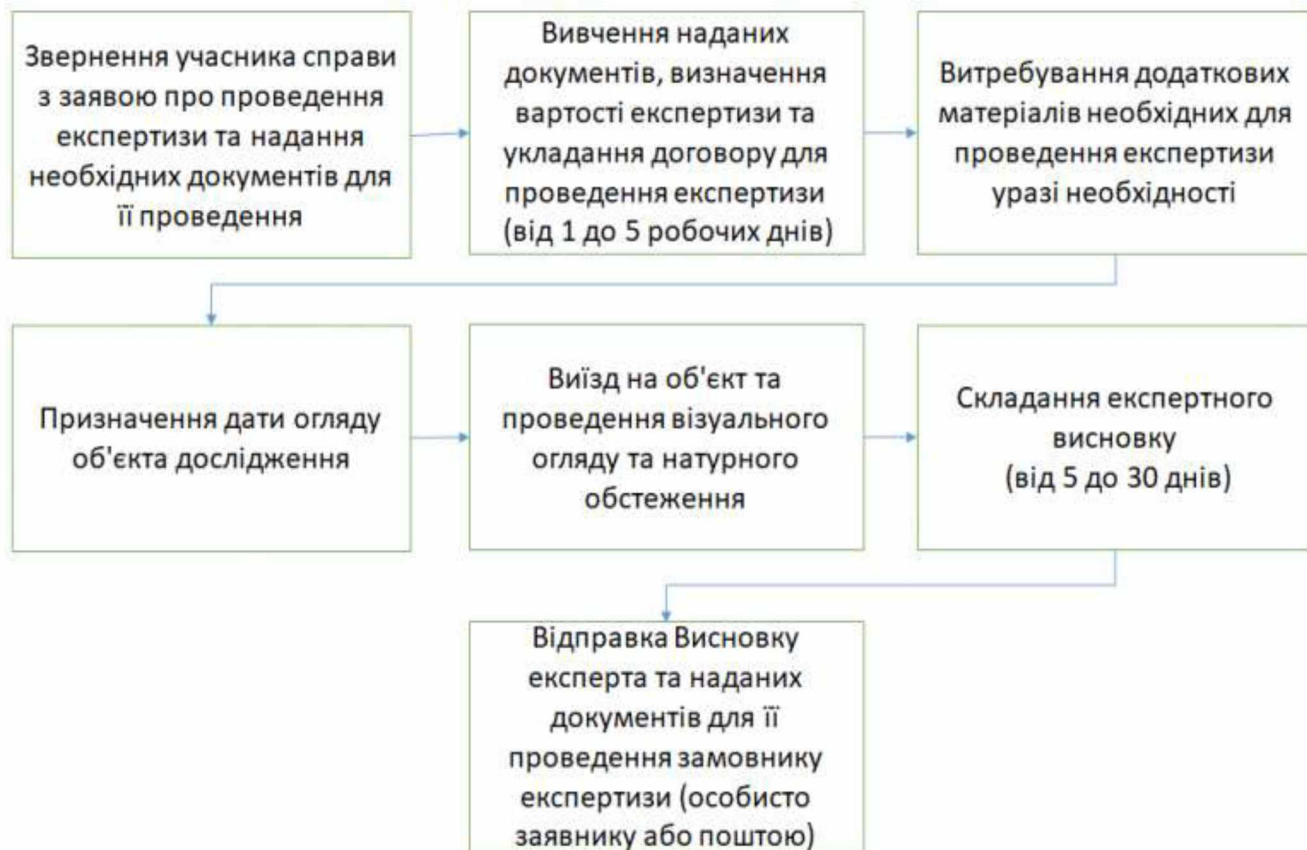 Звернення учасника справи
з заявою про проведення
експертизи та надання
необхідних документів для
її проведення
Вивчення наданих
документів, визначення
вартості експертизи та
укладання договору для
проведення експертизи
(від 1 до 5 робочих днів)
Витребування додаткових
матеріалів необхідних для
проведення експертизи
уразі необхідності
Призначення дати огляду
об'єкта дослідження
Виїзд на об'єкт та
проведення візуального
огляду та натурного
обстеження
Складання експертного
висновку
(від 5 до 30 днів)
Відправка Висновку
експерта та наданих
документів для її
проведення замовнику
експертизи (особисто
заявнику або поштою)